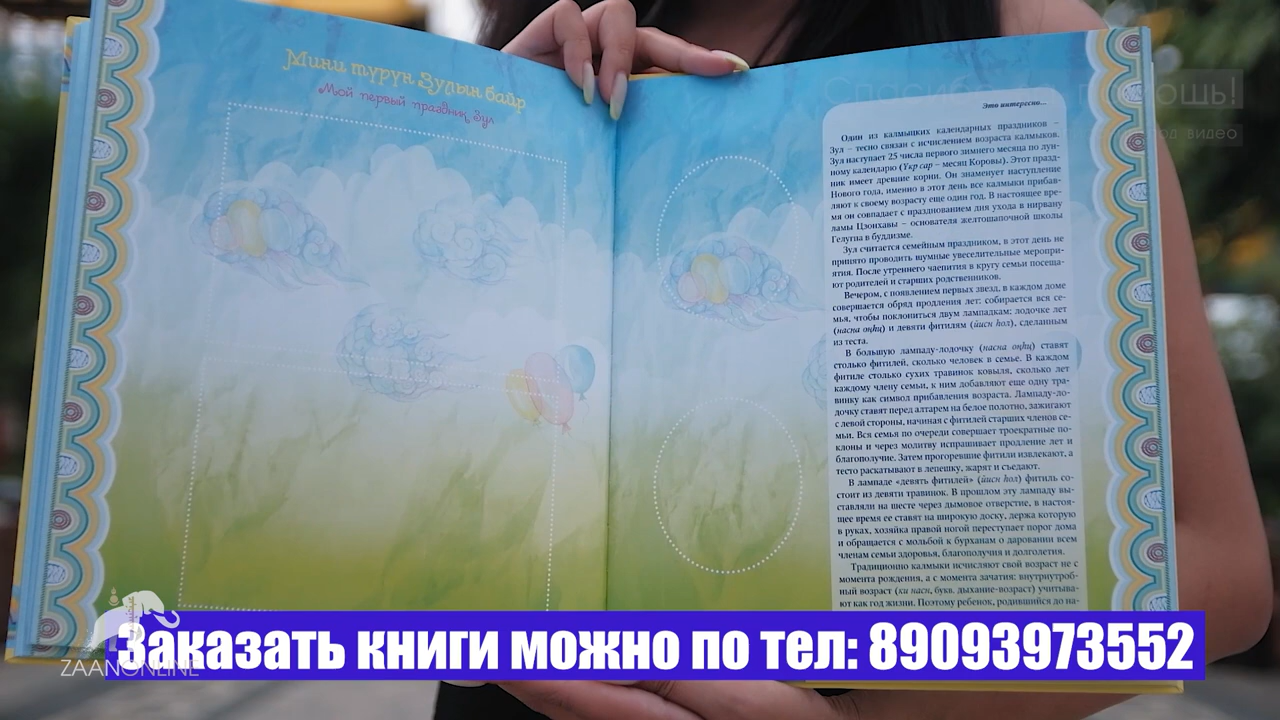 Мини түрүн Зулын байр
Мой первый праздник, Зул
Это интересно...
Один из калмыцких календарных праздников –
Зул – тесно связан с исчислением возраста калмыков.
Зул наступает 25 числа первого зимнего месяца по лун-
ному календарю (Үкр сар – месяц Коровы). Этот празд-
ник имеет древние корни. Он знаменует наступление
Нового года, именно в этот день все калмыки прибав-
ляют к своему возрасту еще один год. В настоящее вре-
мя он совпадает с празднованием дня ухода в нирвану
ламы Цзонхавы – основателя желтошапочной школы
Гелугпа в буддизме.
Зул считается семейным праздником, в этот день не
принято проводить шумные увеселительные меропри-
ятия. После утреннего чаепития в кругу семьи посеща-
ют родителей и старших родственников.
Вечером, с появлением первых звезд, в каждом доме
совершается обряд продления лет: собирается вся се-
мья, чтобы поклониться двум лампадкам: лодочке лет
(насна оңһц) и девяти фитилям (йисн һол), сделанным
из теста.
В большую лампаду-лодочку (насна оңһц) ставят
столько фитилей, сколько человек в семье. В каждом
фитиле столько сухих травинок ковыля, сколько лет
каждому члену семьи, к ним добавляют еще одну тра-
винку как символ прибавления возраста. Лампаду-ло-
дочку ставят перед алтарем на белое полотно, зажигают
с левой стороны, начиная с фитилей старших членов се-
мьи. Вся семья по очереди совершает троекратные по-
клоны и через молитву испрашивает продление лет и
благополучие. Затем прогоревшие фитили извлекают, а
тесто раскатывают в лепешку, жарят и съедают.
В лампаде «девять фитилей» (йисн һол) фитиль со-
стоит из девяти травинок. В прошлом эту лампаду вы-
ставляли на шесте через дымовое отверстие, в настоя-
щее время ее ставят на широкую доску, держа которую
в руках, хозяйка правой ногой переступает порог дома
и обращается с мольбой к бурханам о даровании всем
членам семьи здоровья, благополучия и долголетия.
Традиционно калмыки исчисляют свой возраст не с
момента рождения, а с момента зачатия: внутриутроб-
ный возраст (ки насн, букв. дыхание-возраст) учитыва-
ют как год жизни. Поэтому ребенок, родившийся до на-
Заказать книги можно по тел: 89093973552
ZAANONLINE